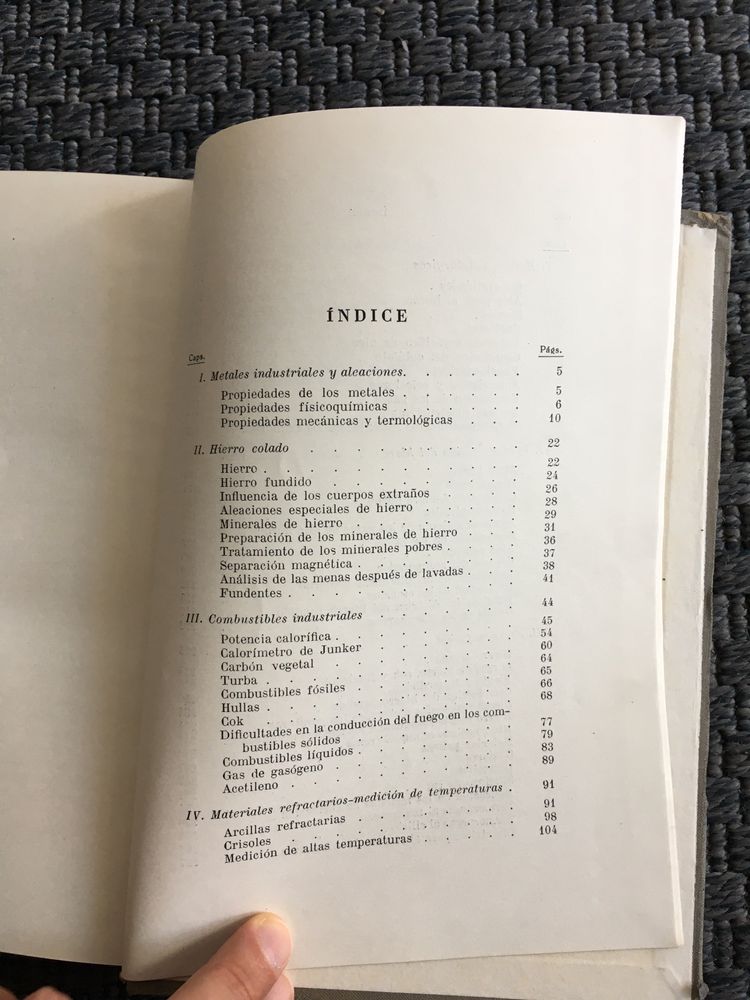 ÍNDICE
Caps. Págs.
I. Metales industriales y aleaciones. . . . . . 5
Propiedades de los metales . . . . . . 5
Propiedades físicoquímicas . . . . . . 6
Propiedades mecánicas y termológicas . . . 10
II. Hierro colado . . . . . . . . 22
Hierro . . . . . . . . . . 22
Hierro fundido . . . . . . . . 24
Influencia de los cuerpos extraños . . . . 26
Aleaciones especiales de hierro . . . . . 28
Minerales de hierro . . . . . . . 29
Preparación de los minerales de hierro . . . 31
Tratamiento de los minerales pobres . . . . 36
Separación magnética . . . . . . . 37
Análisis de las menas después de lavadas . . . 38
Fundentes . . . . . . . . . 41
III. Combustibles industriales . . . . . . 44
Potencia calorífica . . . . . . . 45
Calorímetro de Junker . . . . . . 54
Carbón vegetal . . . . . . . 60
Turba . . . . . . . . . 64
Combustibles fósiles . . . . . . . 65
Hullas . . . . . . . . . 66
Cok . . . . . . . . . 68
Dificultades en la conducción del fuego en los com-
bustibles sólidos . . . . . . 77
Combustibles líquidos . . . . . . 79
Gas de gasógeno . . . . . . . 83
Acetileno . . . . . . . . 89
IV. Materiales refractarios-medición de temperaturas . 91
Arcillas refractarias . . . . . . 91
Crisoles . . . . . . . . 98
Medición de altas temperaturas . . . . . 104